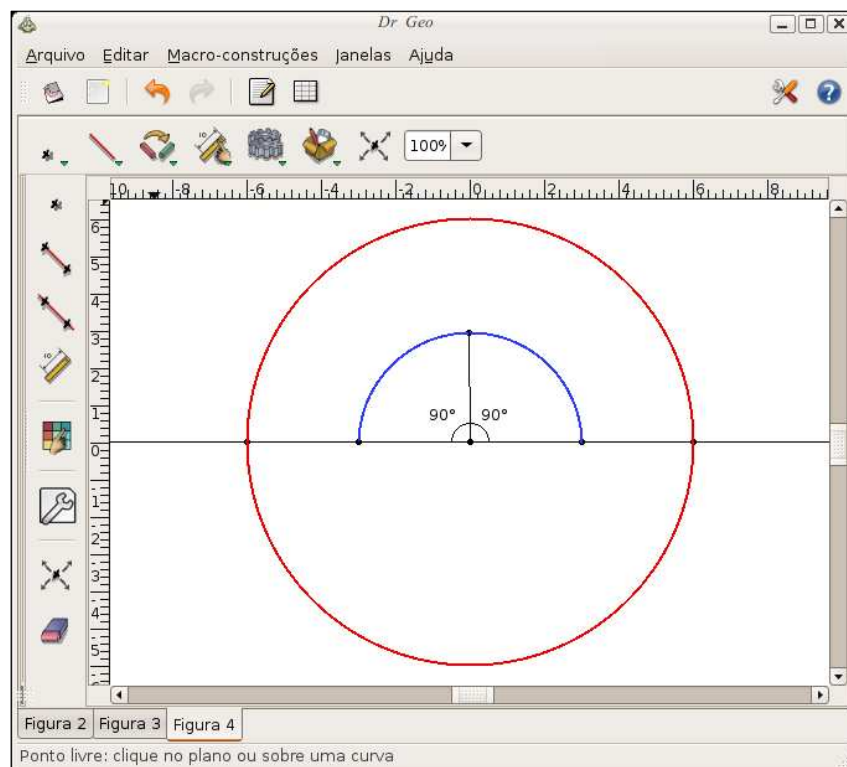 Dr Geo
Arquivo Editar Macro-construções Janelas Ajuda
100%
10 -8 -6 -4 -2 0 2 4 6 8
6
5
4
3
2
1
0
-1
-2
-3
-4
-5
90° 90°
Figura 2 Figura 3 Figura 4
Ponto livre: clique no plano ou sobre uma curva